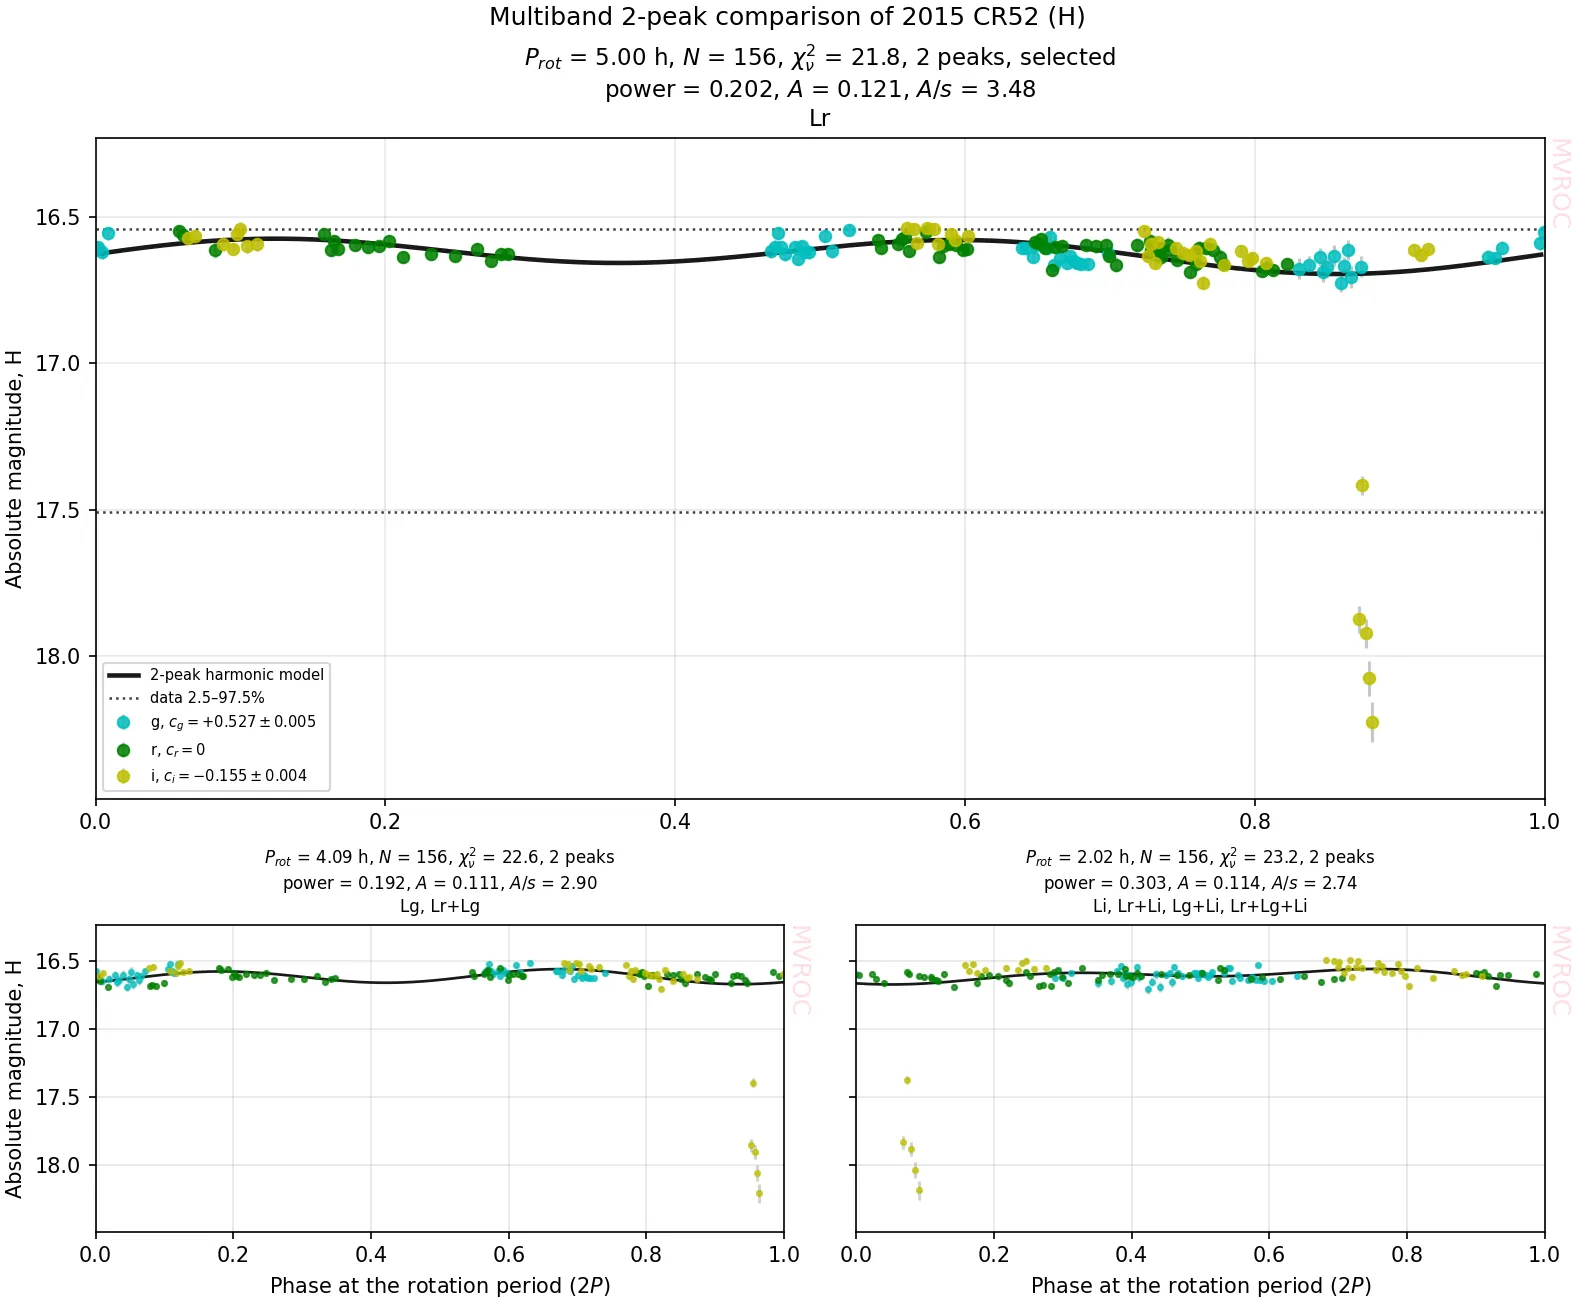 Multiband 2-peak comparison of 2015 CR52 (H)
P_rot = 5.00 h, N = 156, χ²_ν = 21.8, 2 peaks, selected
power = 0.202, A = 0.121, A/s = 3.48
Lr
MVROC
Absolute magnitude, H
16.5
17.0
17.5
18.0
2-peak harmonic model
data 2.5–97.5%
g, c_g = +0.527 ± 0.005
r, c_r = 0
i, c_i = −0.155 ± 0.004
0.0 0.2 0.4 0.6 0.8 1.0
P_rot = 4.09 h, N = 156, χ²_ν = 22.6, 2 peaks
power = 0.192, A = 0.111, A/s = 2.90
Lg, Lr+Lg
MVROC
Absolute magnitude, H
16.5
17.0
17.5
18.0
0.0 0.2 0.4 0.6 0.8 1.0
Phase at the rotation period (2P)
P_rot = 2.02 h, N = 156, χ²_ν = 23.2, 2 peaks
power = 0.303, A = 0.114, A/s = 2.74
Li, Lr+Li, Lg+Li, Lr+Lg+Li
MVROC
0.0 0.2 0.4 0.6 0.8 1.0
Phase at the rotation period (2P)